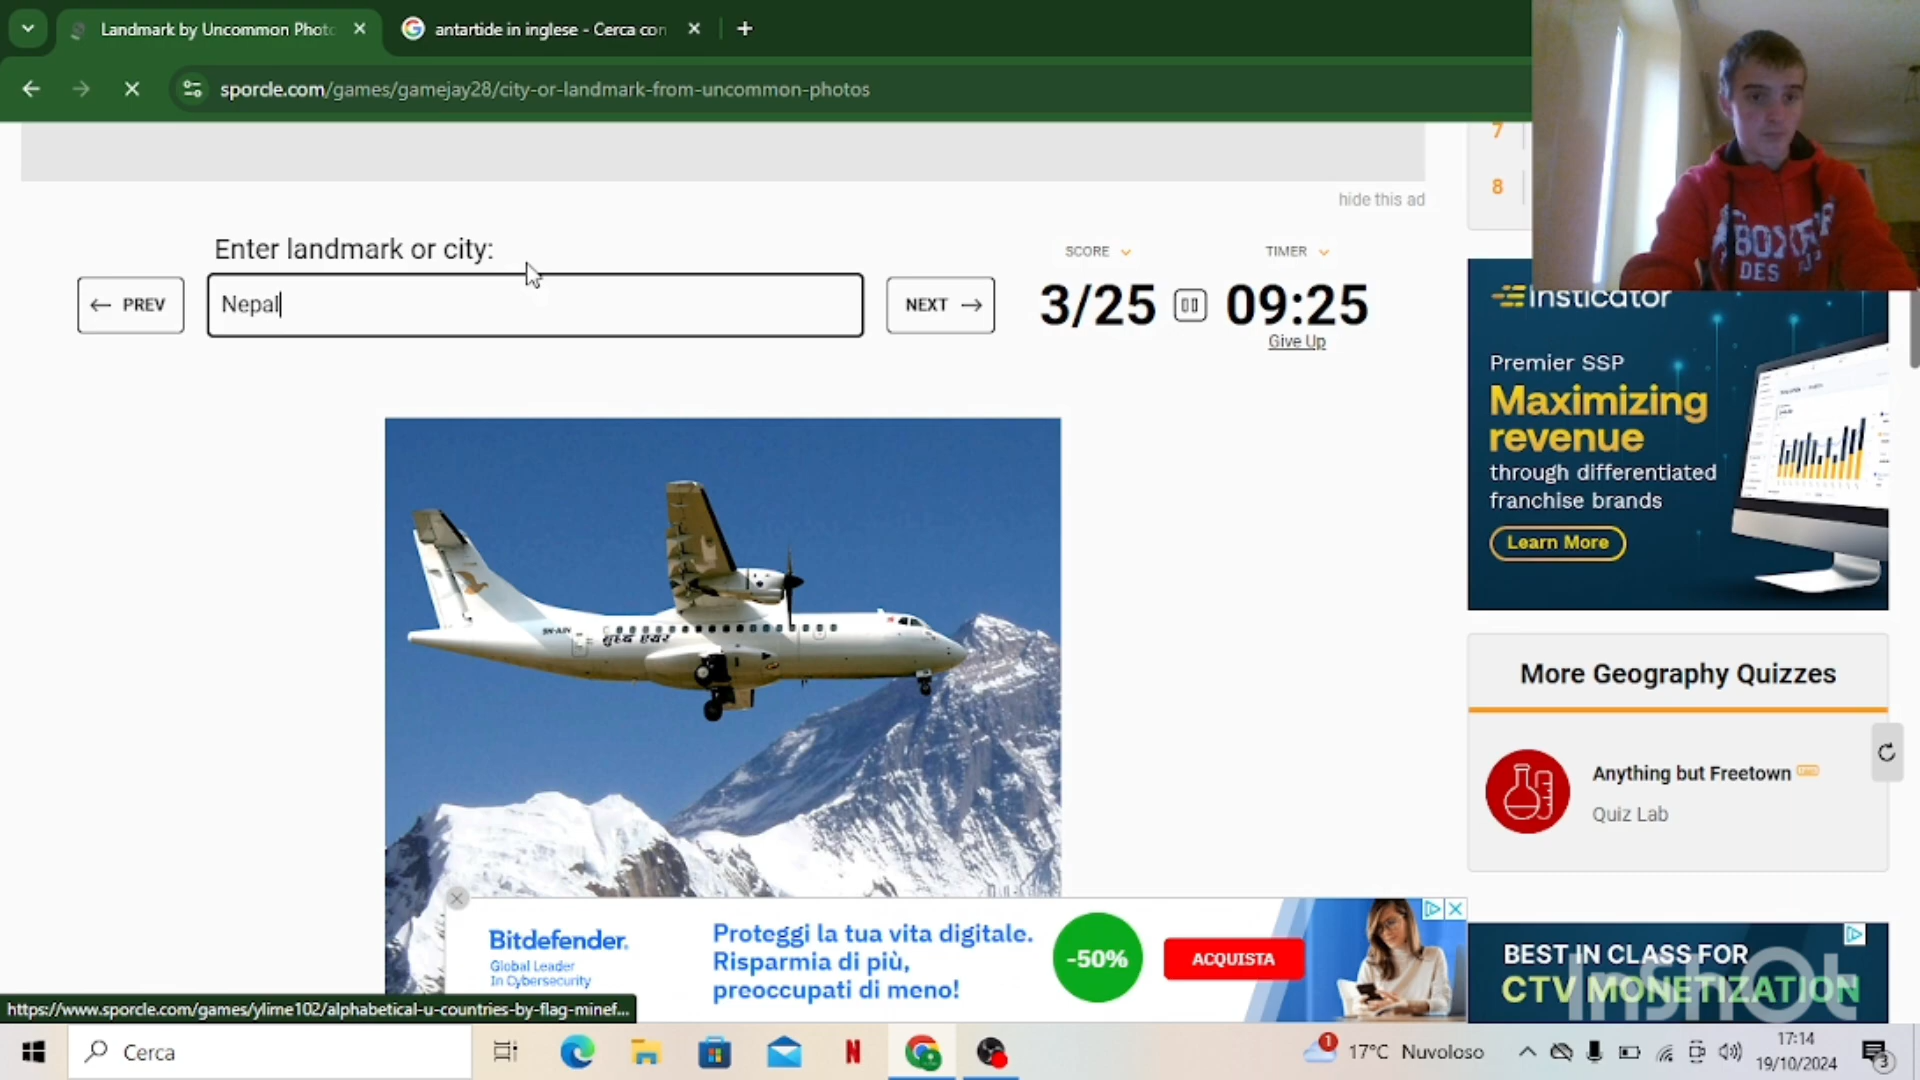 Landmark by Uncommon Photo
antartide in inglese - Cerca con
sporcle.com/games/gamejay28/city-or-landmark-from-uncommon-photos
hide this ad
7
8
Enter landmark or city:
SCORE
TIMER
← PREV
Nepal
NEXT →
3/25
09:25
Give Up
Insticator
Premier SSP
Maximizing
revenue
through differentiated
franchise brands
Learn More
More Geography Quizzes
Anything but Freetown
Quiz Lab
बुद्ध एयर
Bitdefender.
Global Leader
In Cybersecurity
Proteggi la tua vita digitale.
Risparmia di più,
preoccupati di meno!
-50%
ACQUISTA
BEST IN CLASS FOR
CTV MONETIZATION
InShOt
https://www.sporcle.com/games/ylime102/alphabetical-u-countries-by-flag-minef...
Cerca
N
1
17°C Nuvoloso
17:14
19/10/2024
3